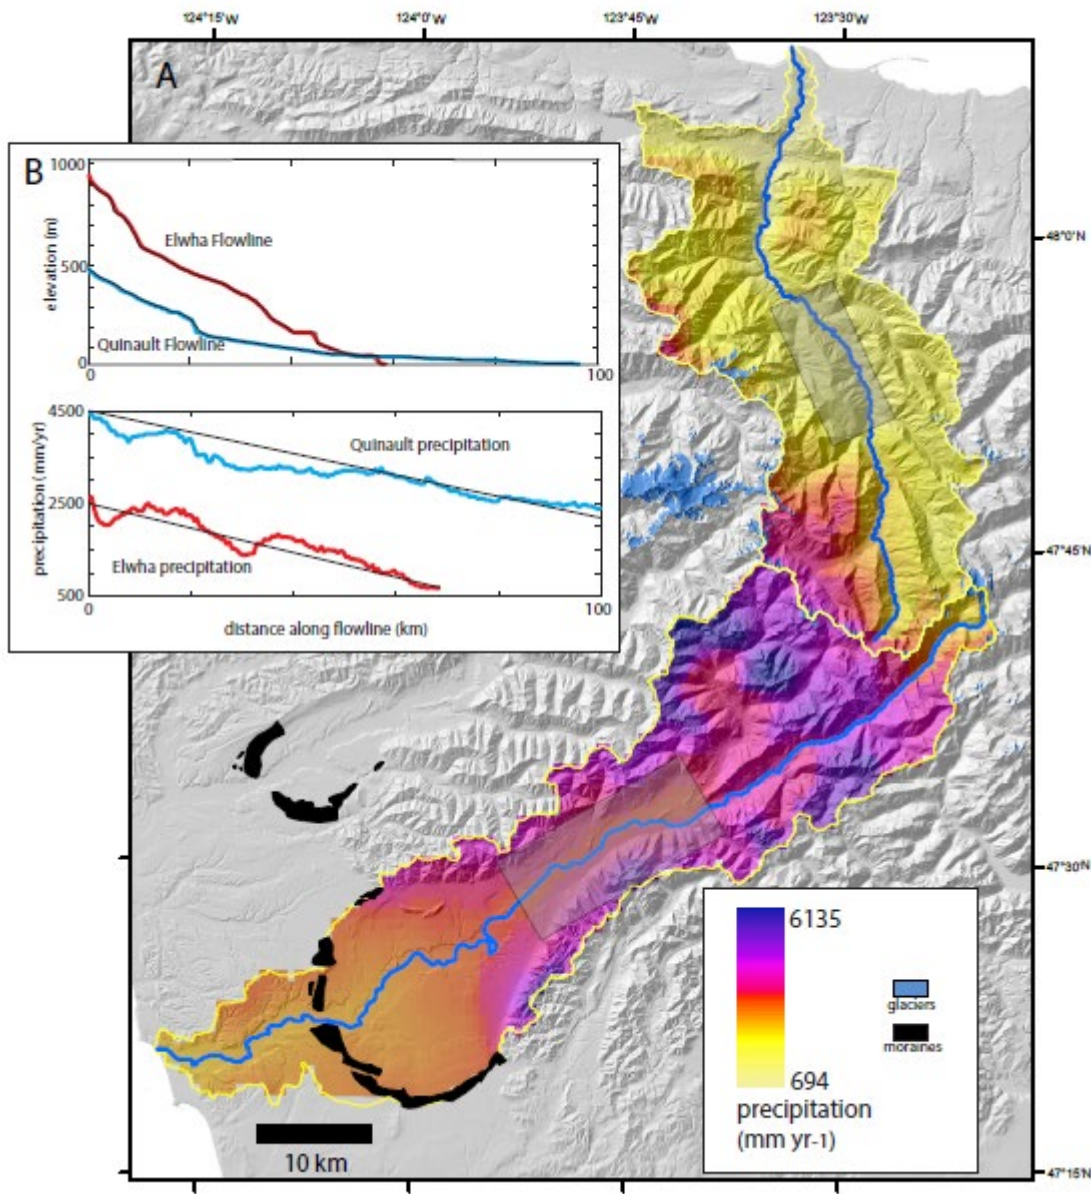 124°15'W 124°0'W 123°45'W 123°30'W
A
B
1000
elevation (m)
Elwha Flowline
500
Quinault Flowline
0
0 100
48°0'N
4500
Quinault precipitation
precipitation (mm/yr)
2500
Elwha precipitation
500
0 100
distance along flowline (km)
47°45'N
47°30'N
6135
glaciers
moraines
694
precipitation
(mm yr-1)
10 km
47°15'N